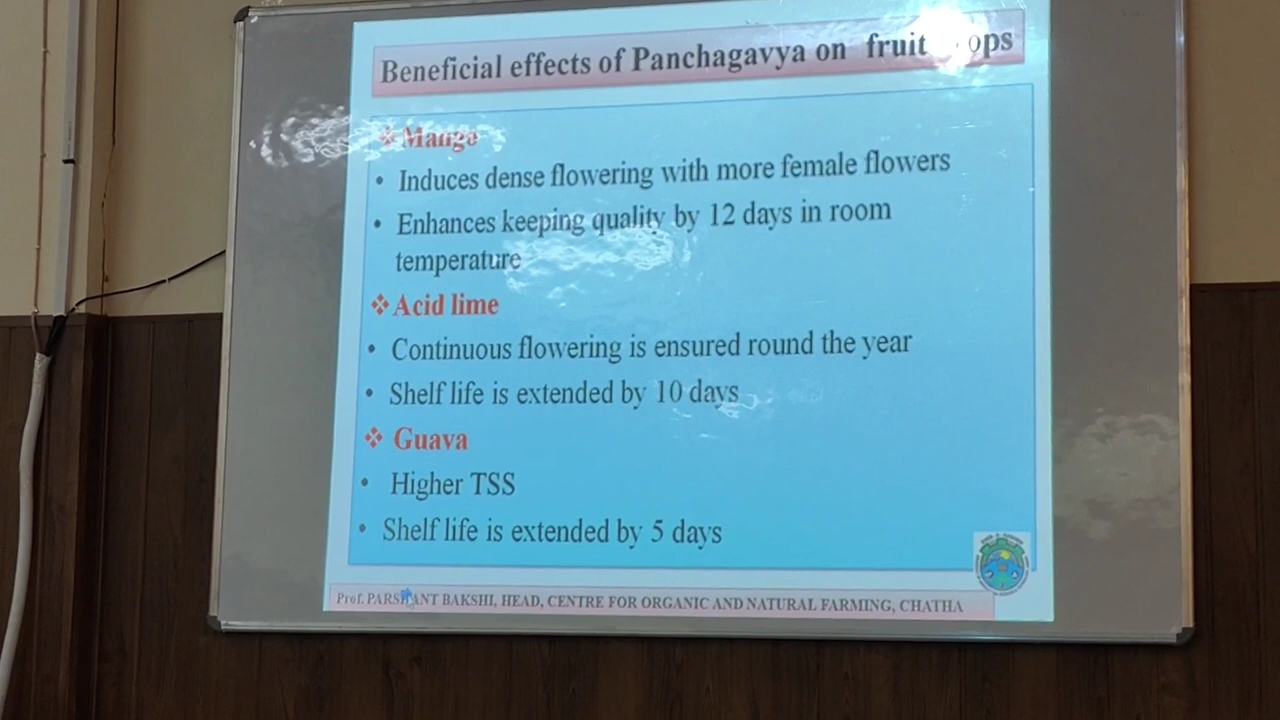 Beneficial effects of Panchagavya on fruit ops
❖ Mango
• Induces dense flowering with more female flowers
• Enhances keeping quality by 12 days in room
temperature
❖ Acid lime
• Continuous flowering is ensured round the year
• Shelf life is extended by 10 days
❖ Guava
• Higher TSS
• Shelf life is extended by 5 days
Prof. PARSHANT BAKSHI, HEAD, CENTRE FOR ORGANIC AND NATURAL FARMING, CHATHA